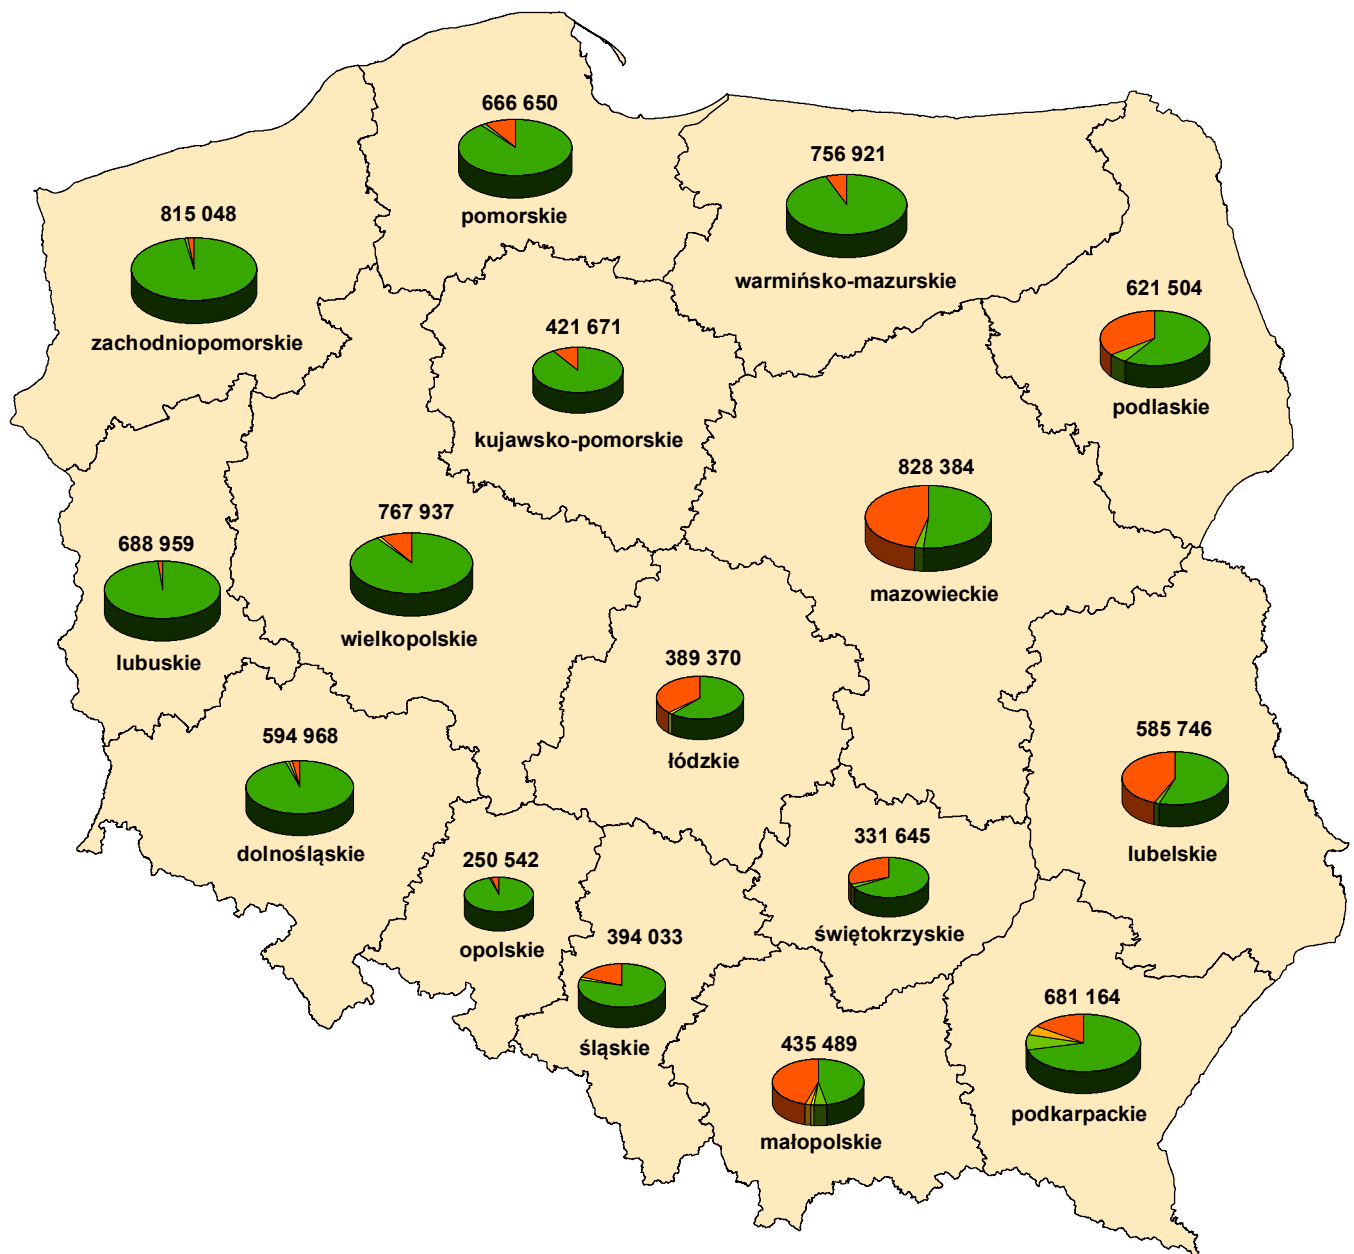 666 650
pomorskie
756 921
warmińsko-mazurskie
815 048
zachodniopomorskie
621 504
podlaskie
421 671
kujawsko-pomorskie
828 384
mazowieckie
767 937
wielkopolskie
688 959
lubuskie
389 370
łódzkie
585 746
lubelskie
594 968
dolnośląskie
331 645
świętokrzyskie
250 542
opolskie
394 033
śląskie
681 164
podkarpackie
435 489
małopolskie